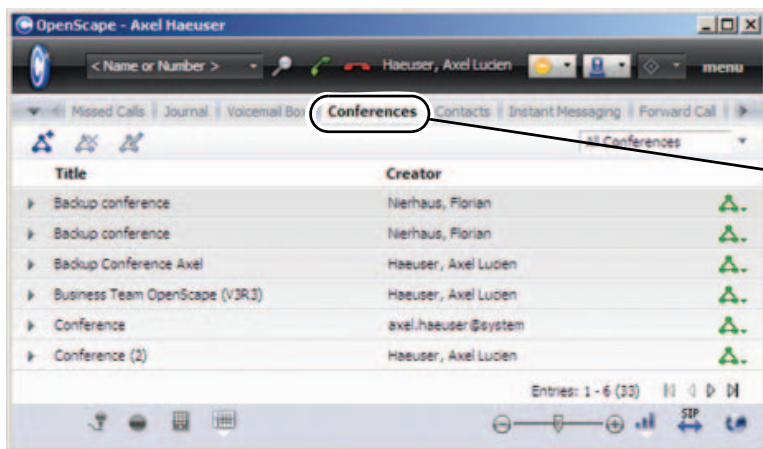 OpenScape - Axel Haeuser
< Name or Number > Haeuser, Axel Lucien menu
Missed Calls Journal Voicemail Bo Conferences Contacts Instant Messaging Forward Call
All Conferences
Title Creator
Backup conference Nierhaus, Florian
Backup conference Nierhaus, Florian
Backup Conference Axel Haeuser, Axel Lucien
Business Team OpenScape (V3R3) Haeuser, Axel Lucien
Conference axel.haeuser@system
Conference (2) Haeuser, Axel Lucien
Entries: 1 - 6 (33)
SIP